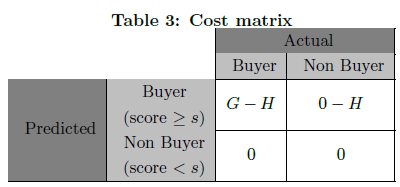 Table 3: Cost matrix
Actual
Buyer Non Buyer
Predicted
Buyer
(score ≥ s)
G − H 0 − H
Non Buyer
(score < s)
0 0